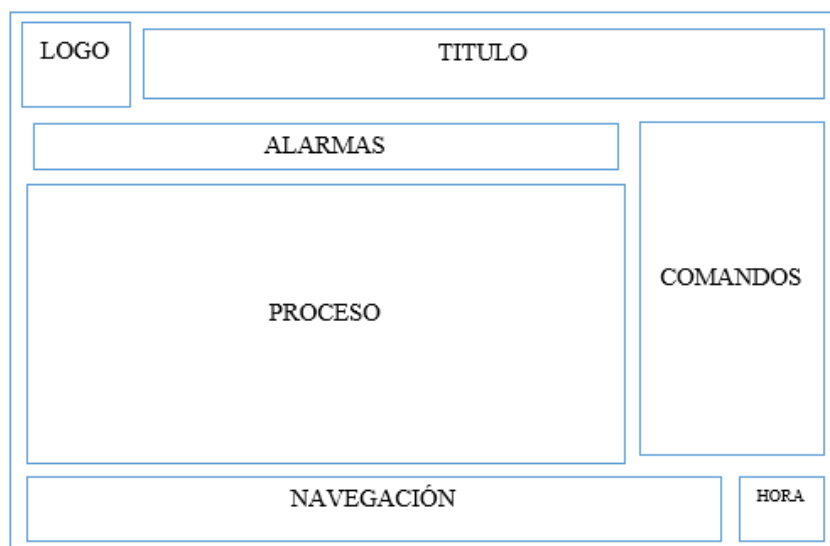 LOGO
TITULO
ALARMAS
COMANDOS
PROCESO
NAVEGACIÓN
HORA